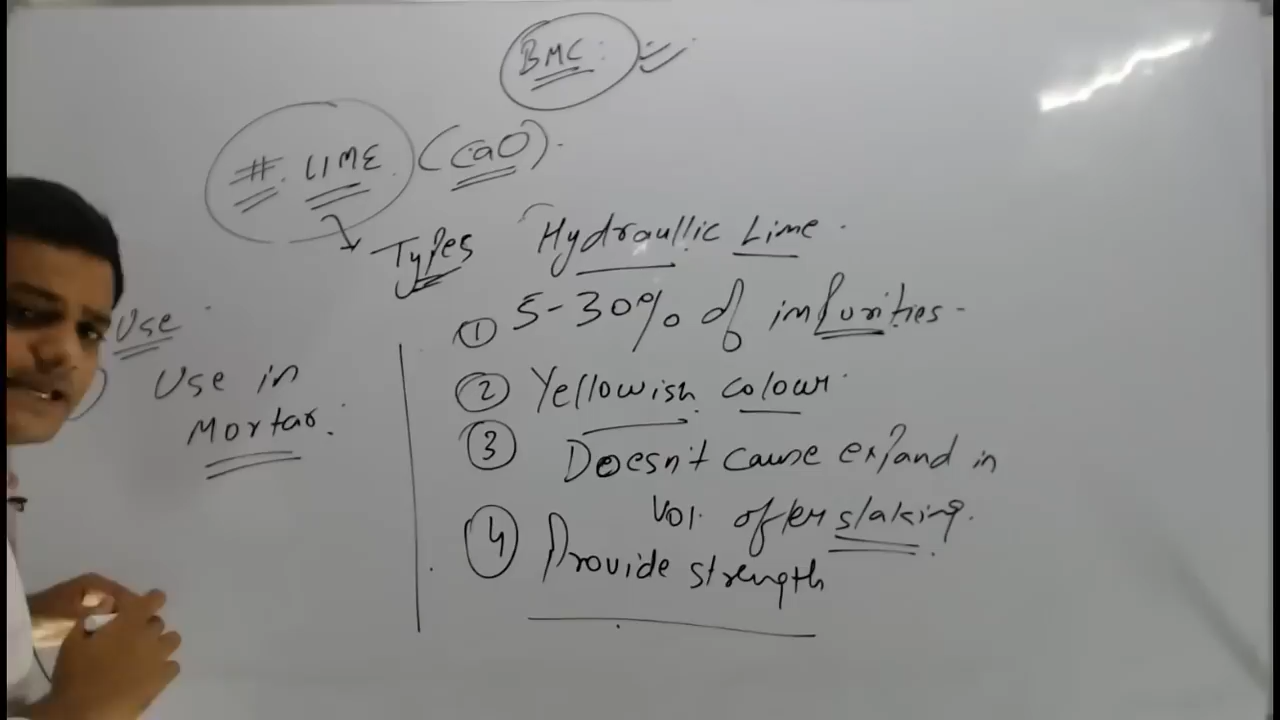 BMC:
# LIME (CaO).
Types Hydraullic Lime.
① 5-30% of impurities-
② Yellowish colour
③ Doesn't cause expand in
Vol. after slaking.
④ Provide strength
Use
Use in
Mortar: